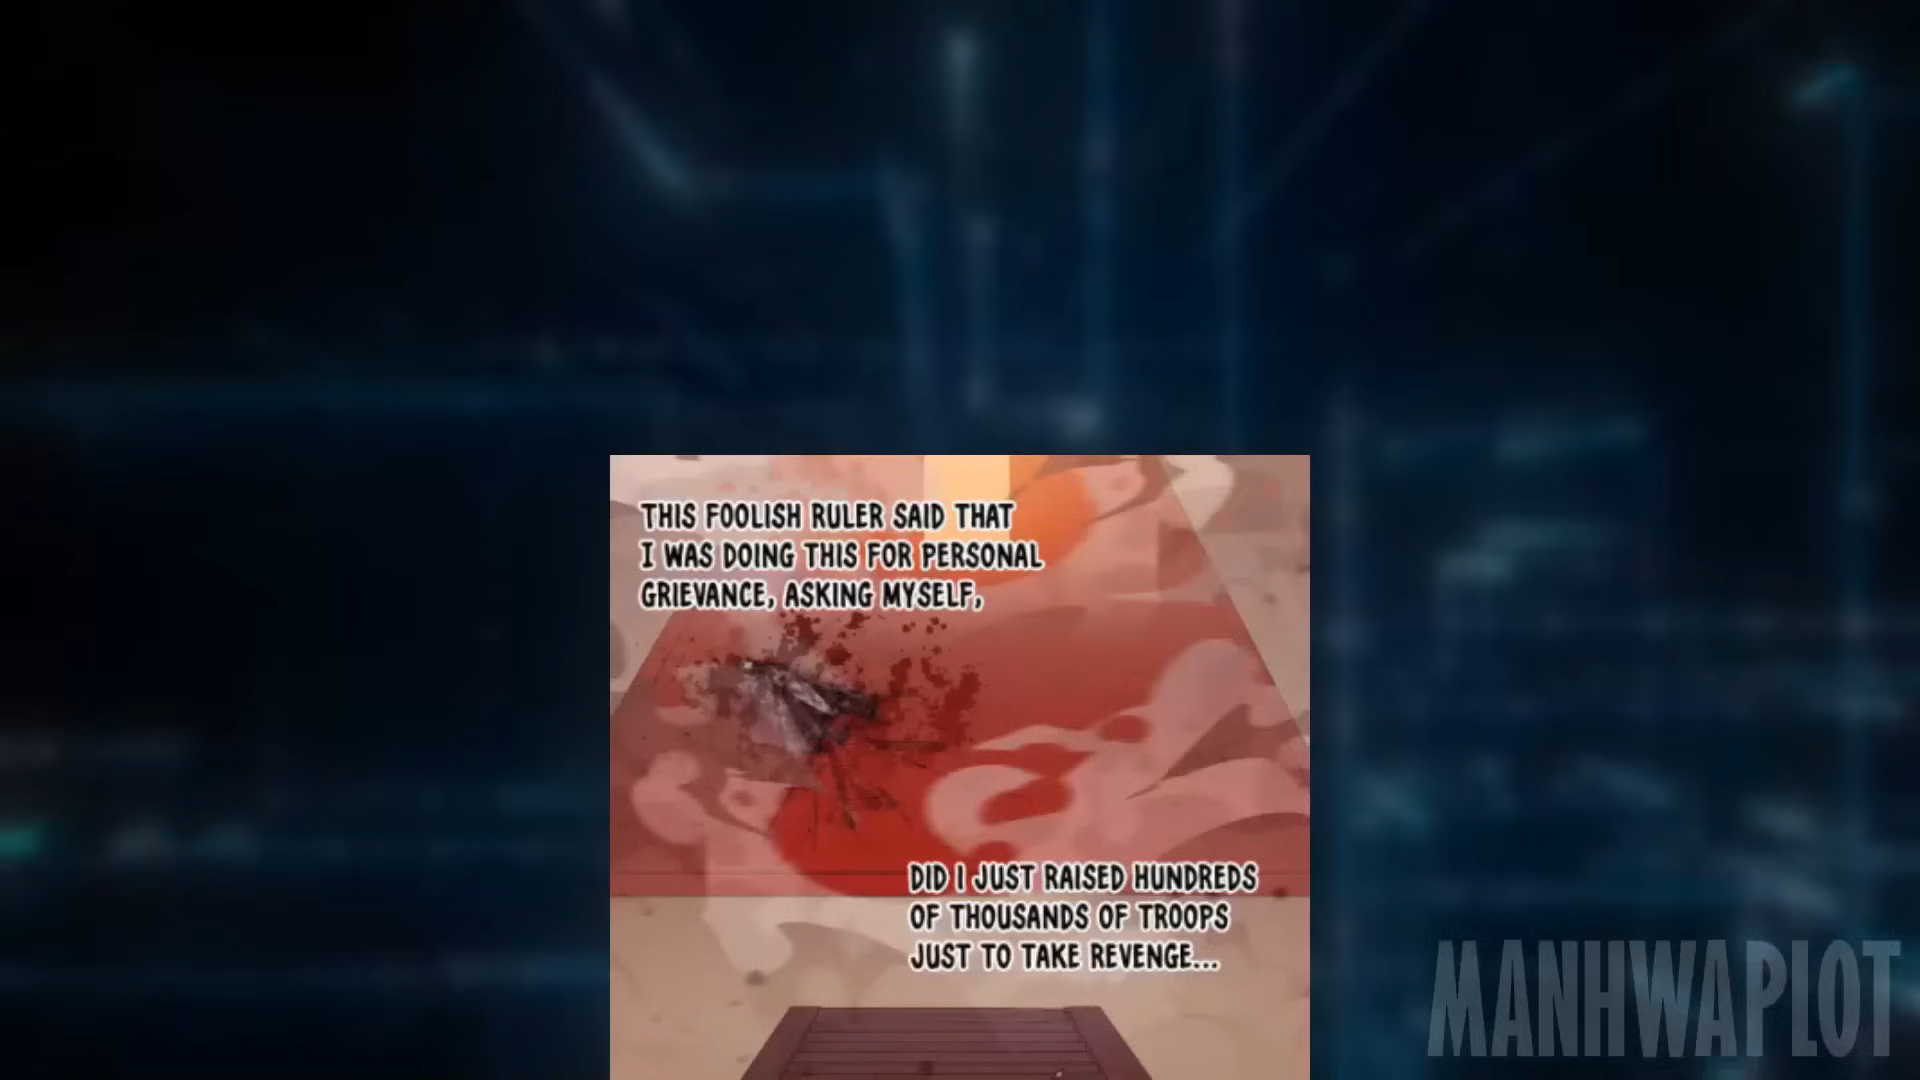 THIS FOOLISH RULER SAID THAT
I WAS DOING THIS FOR PERSONAL
GRIEVANCE, ASKING MYSELF,
DID I JUST RAISED HUNDREDS
OF THOUSANDS OF TROOPS
JUST TO TAKE REVENGE...
MANHWAPLOT